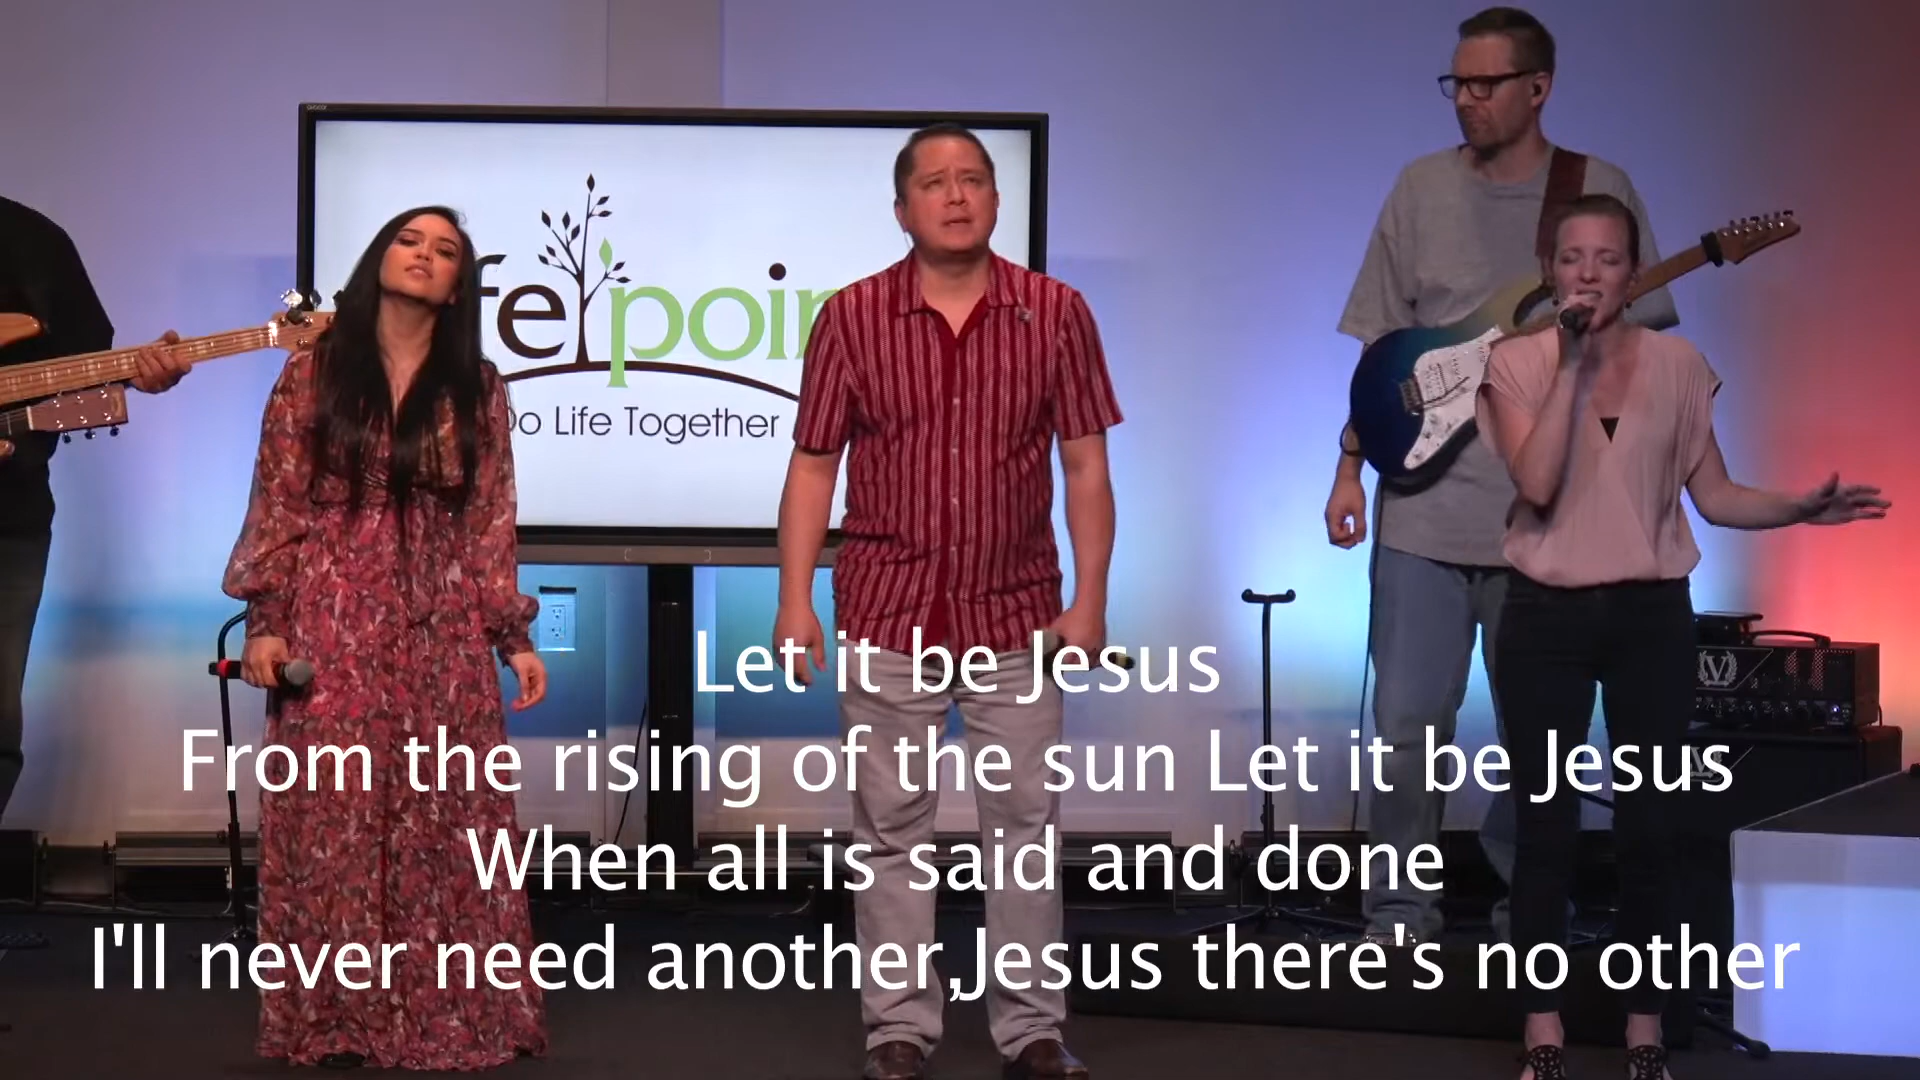 fe poin
Do Life Together
Let it be Jesus
From the rising of the sun Let it be Jesus
When all is said and done
I'll never need another,Jesus there's no other